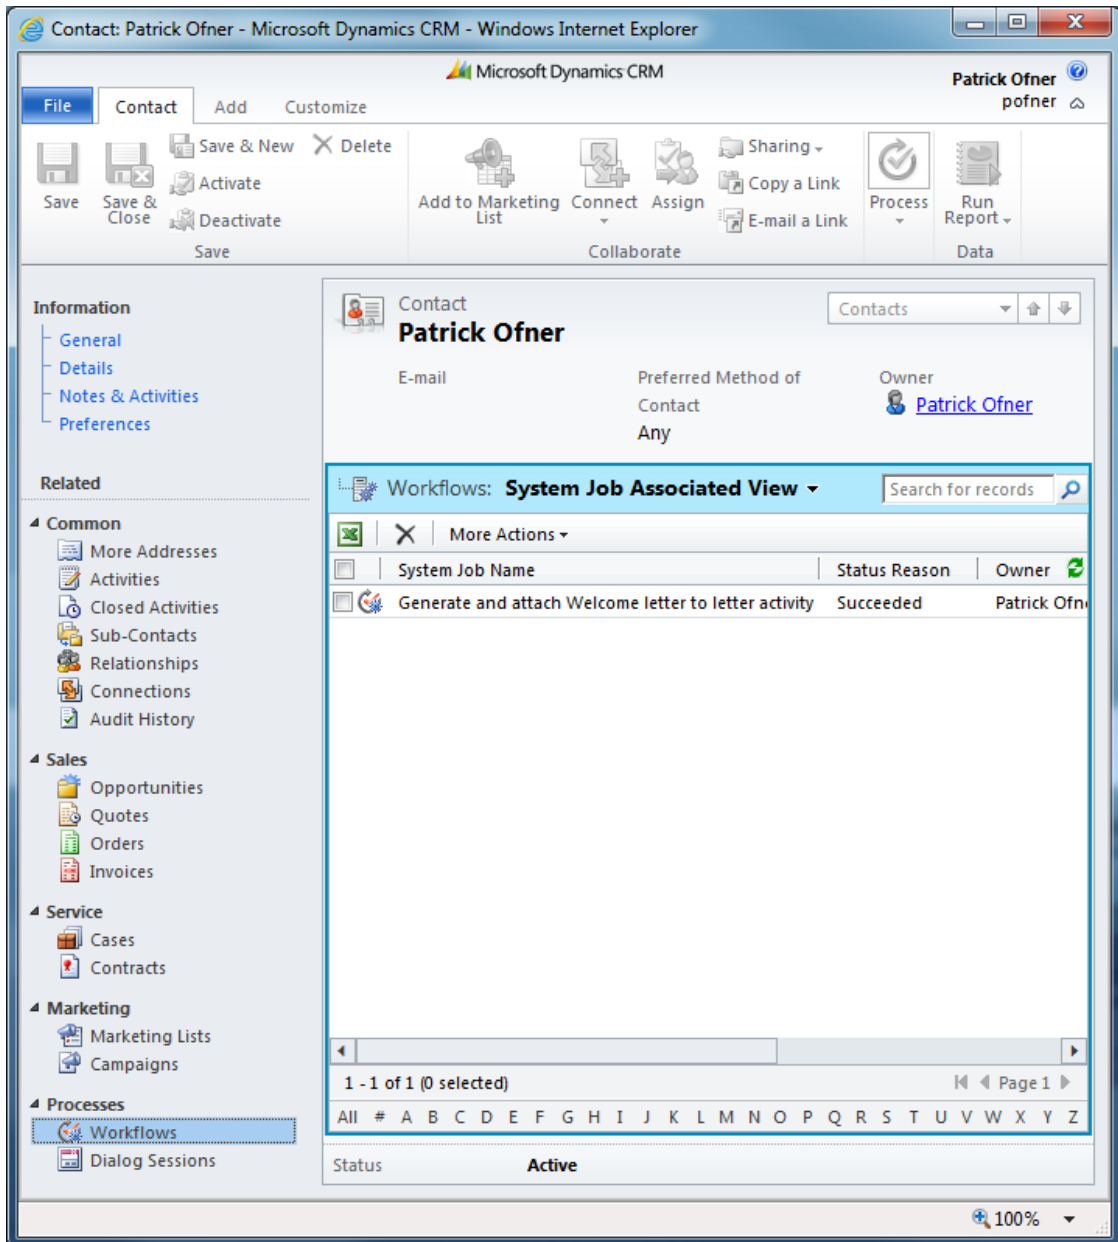 Contact: Patrick Ofner - Microsoft Dynamics CRM - Windows Internet Explorer
Microsoft Dynamics CRM
Patrick Ofner
pofner
File Contact Add Customize
Save
Save & Close
Save & New
Activate
Deactivate
Delete
Save
Add to Marketing List
Connect
Assign
Sharing
Copy a Link
E-mail a Link
Collaborate
Process
Run Report
Data
Information
General
Details
Notes & Activities
Preferences
Related
Common
More Addresses
Activities
Closed Activities
Sub-Contacts
Relationships
Connections
Audit History
Sales
Opportunities
Quotes
Orders
Invoices
Service
Cases
Contracts
Marketing
Marketing Lists
Campaigns
Processes
Workflows
Dialog Sessions
Contact
Patrick Ofner
Contacts
E-mail
Preferred Method of
Contact
Any
Owner
Patrick Ofner
Workflows: System Job Associated View
Search for records
More Actions
System Job Name Status Reason Owner
Generate and attach Welcome letter to letter activity Succeeded Patrick Ofne
1 - 1 of 1 (0 selected) Page 1
All # A B C D E F G H I J K L M N O P Q R S T U V W X Y Z
Status Active
100%